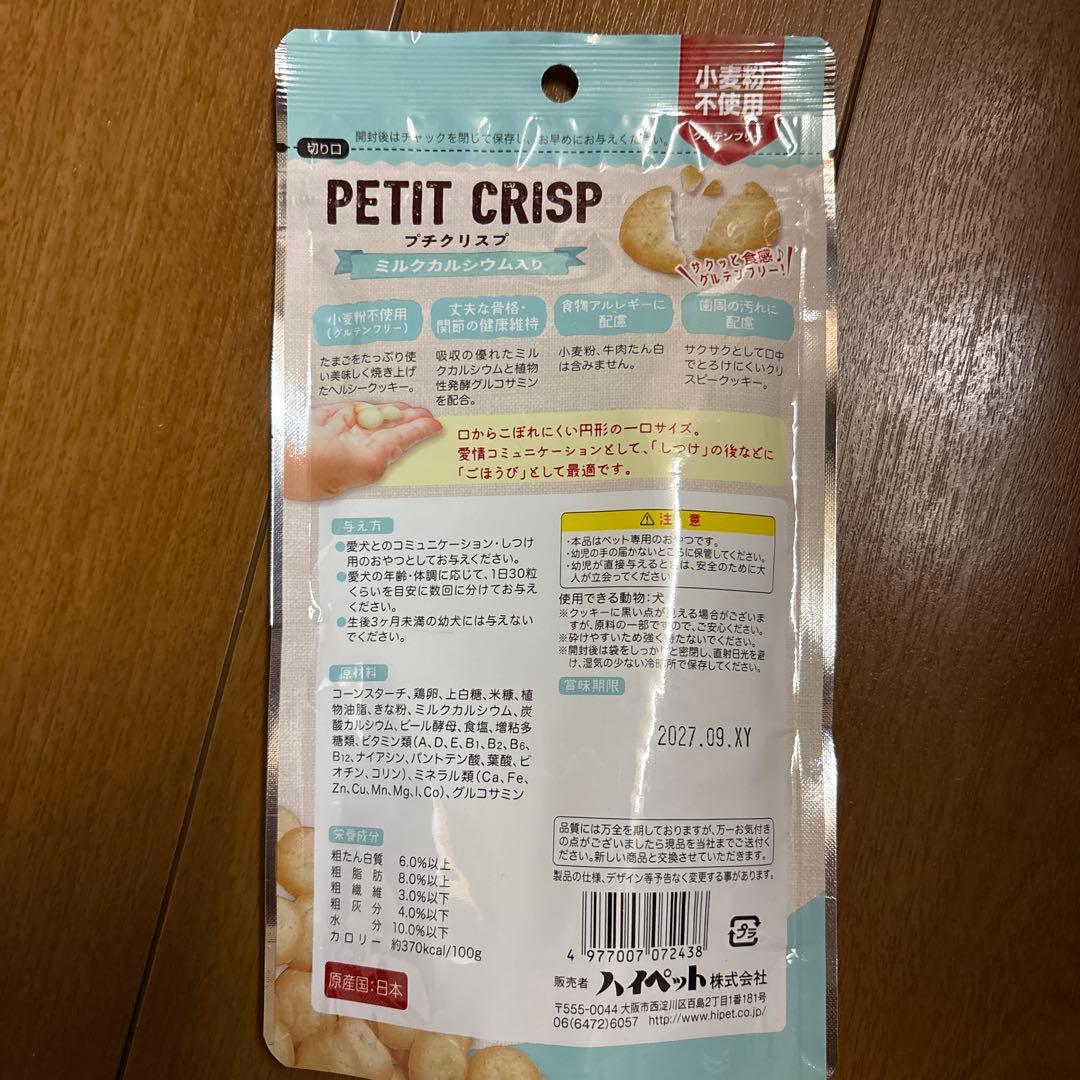 小麦粉
不使用
グルテンフリー
開封後はチャックを閉じて保存し、お早めにお与えください。
切り口
PETIT CRISP
プチクリスプ
ミルクカルシウム入り
サクッと食感♪
グルテンフリー!
小麦粉不使用
(グルテンフリー)
たまごをたっぷり使
い美味しく焼き上げ
たヘルシークッキー。
丈夫な骨格・
関節の健康維持
吸収の優れたミル
クカルシウムと植物
性発酵グルコサミン
を配合。
食物アルレギーに
配慮
小麦粉、牛肉たん白
は含みません。
歯周の汚れに
配慮
サクサクとして口中
でとろけにくいクリ
スピークッキー。
口からこぼれにくい円形の一口サイズ。
愛情コミュニケーションとして、「しつけ」の後などに
「ごほうび」として最適です。
与え方
●愛犬とのコミュニケーション・しつけ
用のおやつとしてお与えください。
●愛犬の年齢・体調に応じて、1日30粒
くらいを目安に数回に分けてお与え
ください。
●生後3ヶ月未満の幼犬には与えない
でください。
原材料
コーンスターチ、鶏卵、上白糖、米糠、植
物油脂、きな粉、ミルクカルシウム、炭
酸カルシウム、ビール酵母、食塩、増粘多
糖類、ビタミン類(A、D、E、B1、B2、B6、
B12、ナイアシン、パントテン酸、葉酸、ビ
オチン、コリン)、ミネラル類(Ca、Fe、
Zn、Cu、Mn、Mg、I、Co)、グルコサミン
栄養成分
粗たん白質 6.0%以上
粗脂肪 8.0%以上
粗繊維 3.0%以下
粗灰分 4.0%以下
水分 10.0%以下
カロリー 約370kcal/100g
原産国:日本
⚠注意
・本品はペット専用のおやつです。
・幼児の手の届かないところに保管してください。
・幼児が直接与えるときは、安全のために大
人が立会ってください。
使用できる動物:犬
※クッキーに黒い点が見える場合がございま
すが、原料の一部ですので、ご安心ください。
※砕けやすいため強く持たないでください。
※開封後は袋をしっかりと密閉し、直射日光を避
け、湿気の少ない冷暗所で保存してください。
賞味期限
2027.09.XY
品質には万全を期しておりますが、万一お気付き
の点がございましたら現品を当社までご送付く
ださい。新しい商品と交換させていただきます。
製品の仕様、デザイン等予告なく変更する事があります。
4 977007 072438
プラ
販売者 ハイペット株式会社
〒555-0044 大阪市西淀川区百島2丁目1番181号
06(6472)6057 http://www.hipet.co.jp/